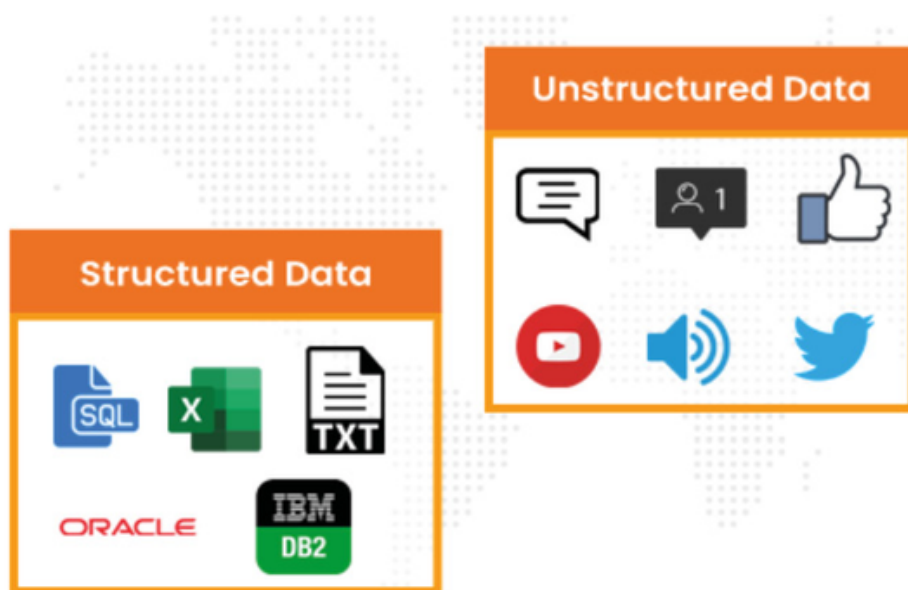 Unstructured Data
1
Structured Data
SQL
X
TXT
ORACLE
IBM
DB2